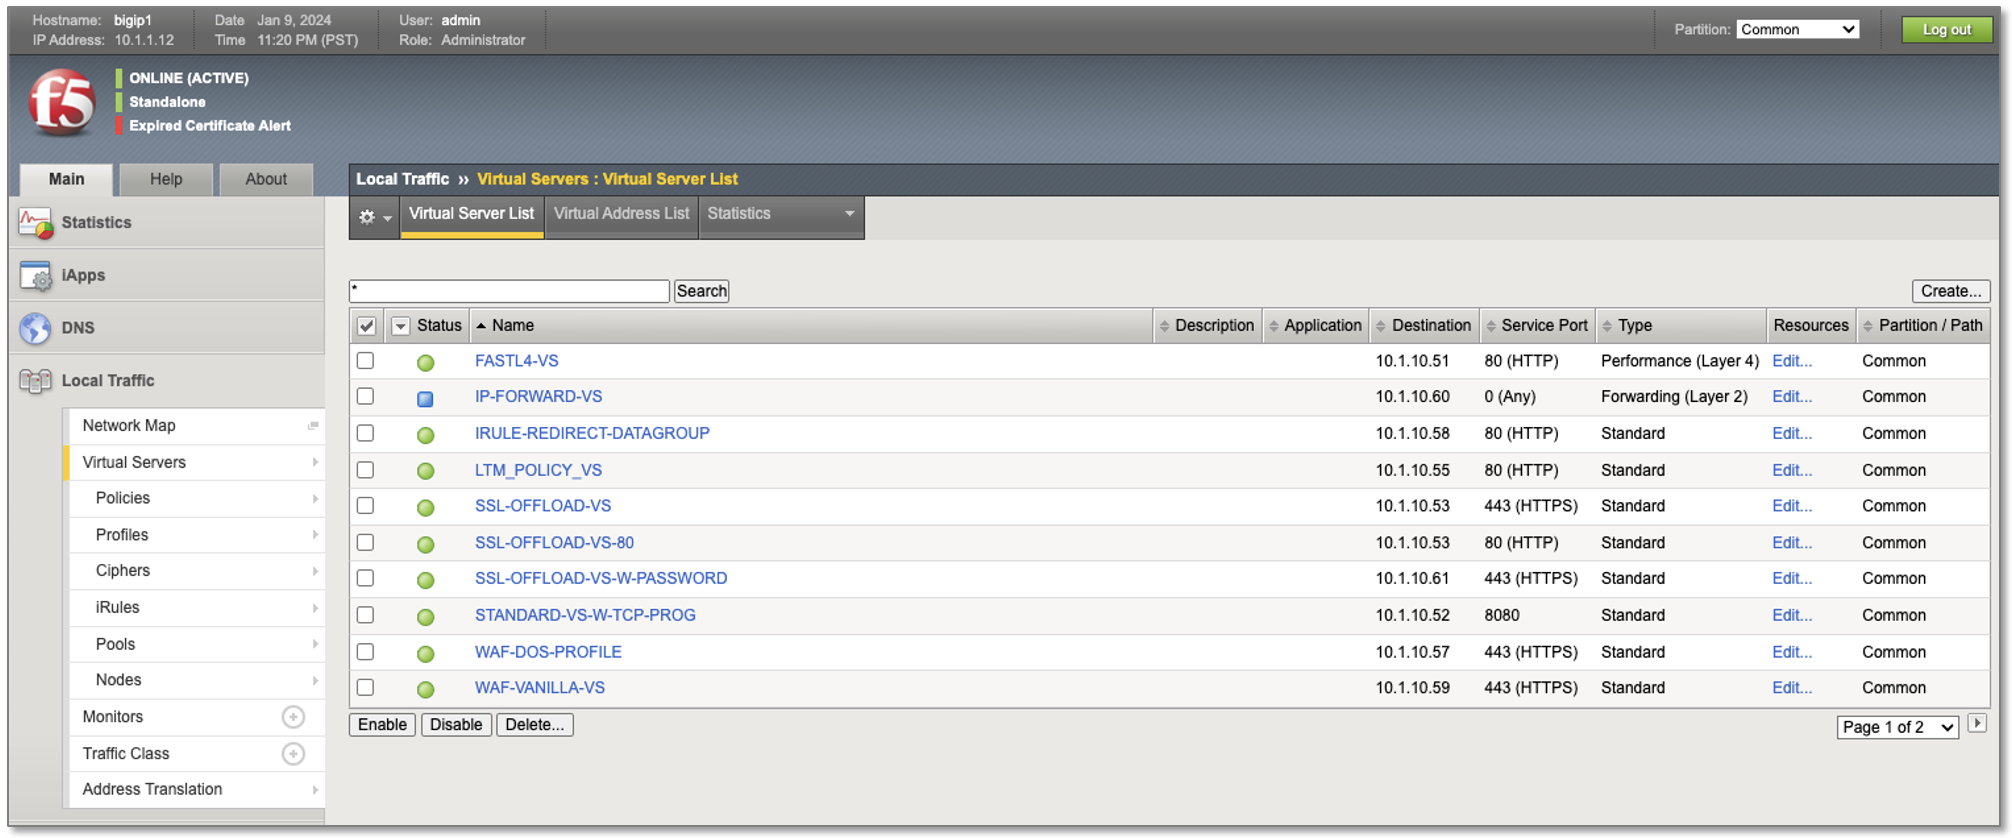 Hostname: bigip1 Date Jan 9, 2024 User: admin
IP Address: 10.1.1.12 Time 11:20 PM (PST) Role: Administrator
Partition: Common Log out
f5
ONLINE (ACTIVE)
Standalone
Expired Certificate Alert
Main Help About
Local Traffic ›› Virtual Servers : Virtual Server List
Virtual Server List Virtual Address List Statistics
Statistics
iApps
DNS
Local Traffic
Network Map
Virtual Servers
Policies
Profiles
Ciphers
iRules
Pools
Nodes
Monitors
Traffic Class
Address Translation
* Search Create...
Status Name Description Application Destination Service Port Type Resources Partition / Path
FASTL4-VS 10.1.10.51 80 (HTTP) Performance (Layer 4) Edit... Common
IP-FORWARD-VS 10.1.10.60 0 (Any) Forwarding (Layer 2) Edit... Common
IRULE-REDIRECT-DATAGROUP 10.1.10.58 80 (HTTP) Standard Edit... Common
LTM_POLICY_VS 10.1.10.55 80 (HTTP) Standard Edit... Common
SSL-OFFLOAD-VS 10.1.10.53 443 (HTTPS) Standard Edit... Common
SSL-OFFLOAD-VS-80 10.1.10.53 80 (HTTP) Standard Edit... Common
SSL-OFFLOAD-VS-W-PASSWORD 10.1.10.61 443 (HTTPS) Standard Edit... Common
STANDARD-VS-W-TCP-PROG 10.1.10.52 8080 Standard Edit... Common
WAF-DOS-PROFILE 10.1.10.57 443 (HTTPS) Standard Edit... Common
WAF-VANILLA-VS 10.1.10.59 443 (HTTPS) Standard Edit... Common
Enable Disable Delete... Page 1 of 2